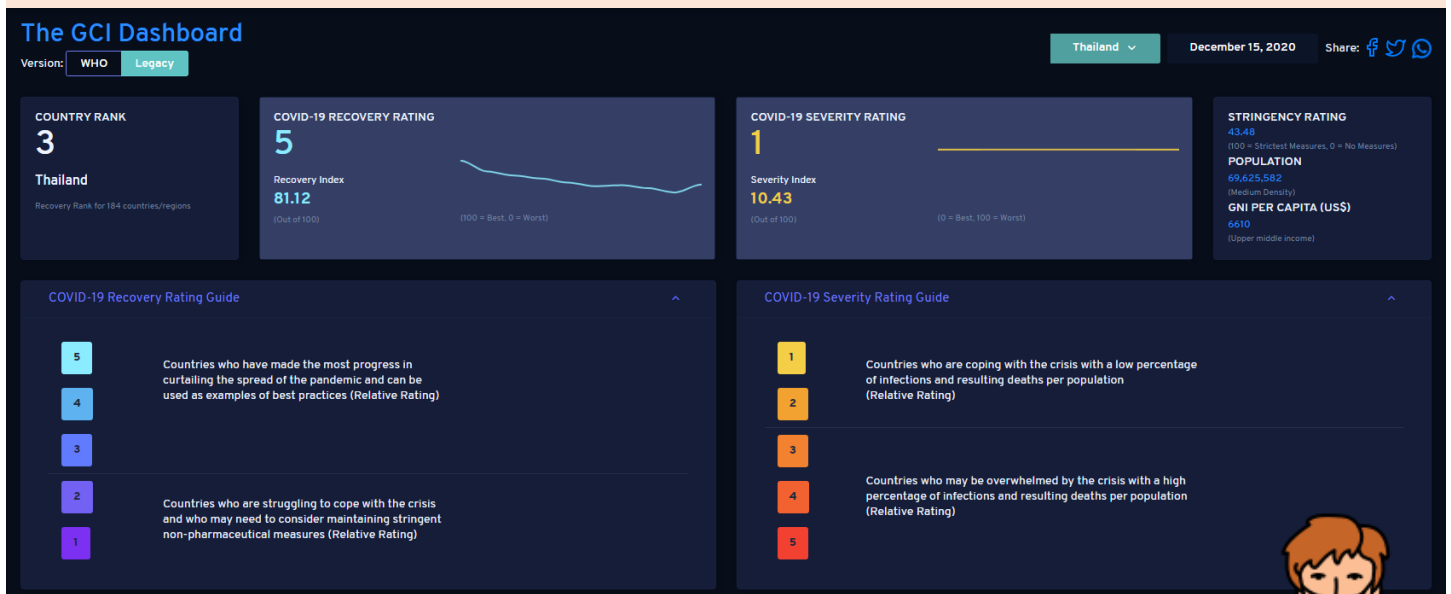 The GCI Dashboard
Version: WHO Legacy
Thailand
December 15, 2020
Share:
COUNTRY RANK
3
Thailand
Recovery Rank for 184 countries/regions
COVID-19 RECOVERY RATING
5
Recovery Index
81.12
(Out of 100)
(100 = Best, 0 = Worst)
COVID-19 SEVERITY RATING
1
Severity Index
10.43
(Out of 100)
(0 = Best, 100 = Worst)
STRINGENCY RATING
43.48
(100 = Strictest Measures, 0 = No Measures)
POPULATION
69,625,582
(Medium Density)
GNI PER CAPITA (US$)
6610
(Upper middle income)
COVID-19 Recovery Rating Guide
5
4
3
Countries who have made the most progress in
curtailing the spread of the pandemic and can be
used as examples of best practices (Relative Rating)
2
1
Countries who are struggling to cope with the crisis
and who may need to consider maintaining stringent
non-pharmaceutical measures (Relative Rating)
COVID-19 Severity Rating Guide
1
2
Countries who are coping with the crisis with a low percentage
of infections and resulting deaths per population
(Relative Rating)
3
4
5
Countries who may be overwhelmed by the crisis with a high
percentage of infections and resulting deaths per population
(Relative Rating)